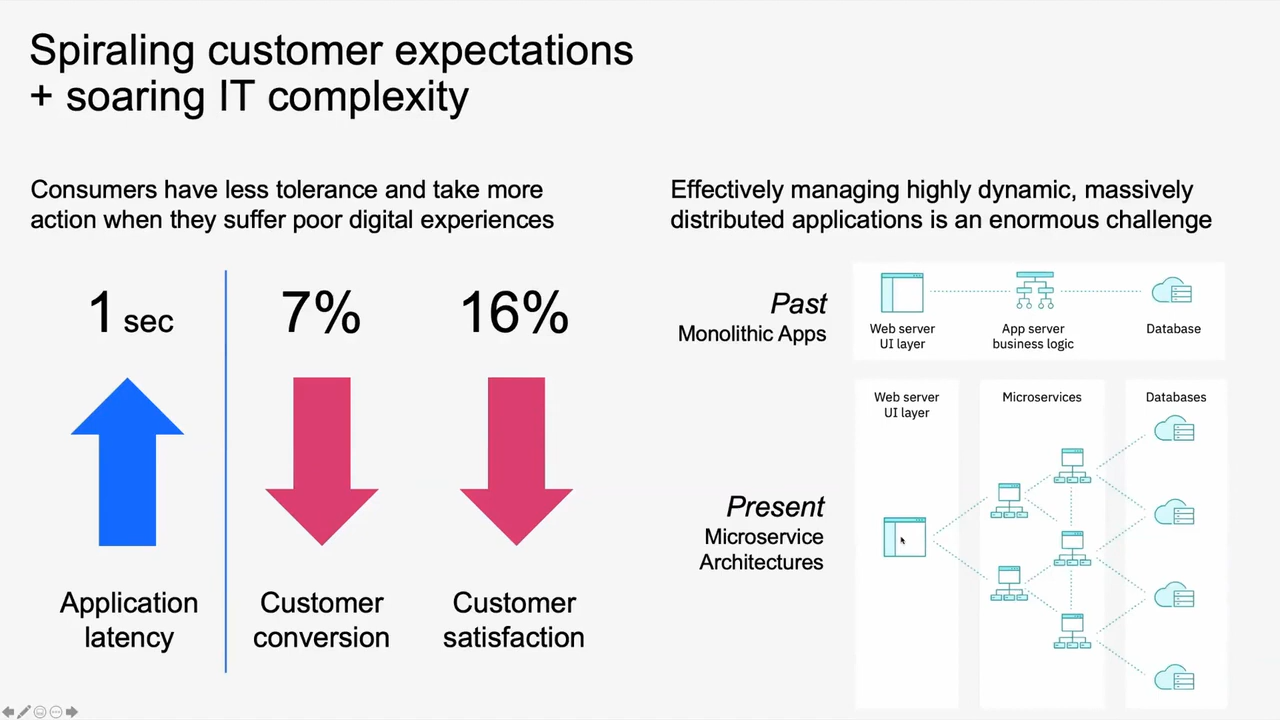 Spiraling customer expectations
+ soaring IT complexity
Consumers have less tolerance and take more
action when they suffer poor digital experiences
1 sec
7%
16%
Application
latency
Customer
conversion
Customer
satisfaction
Effectively managing highly dynamic, massively
distributed applications is an enormous challenge
Past
Monolithic Apps
Web server
UI layer
App server
business logic
Database
Present
Microservice
Architectures
Web server
UI layer
Microservices
Databases